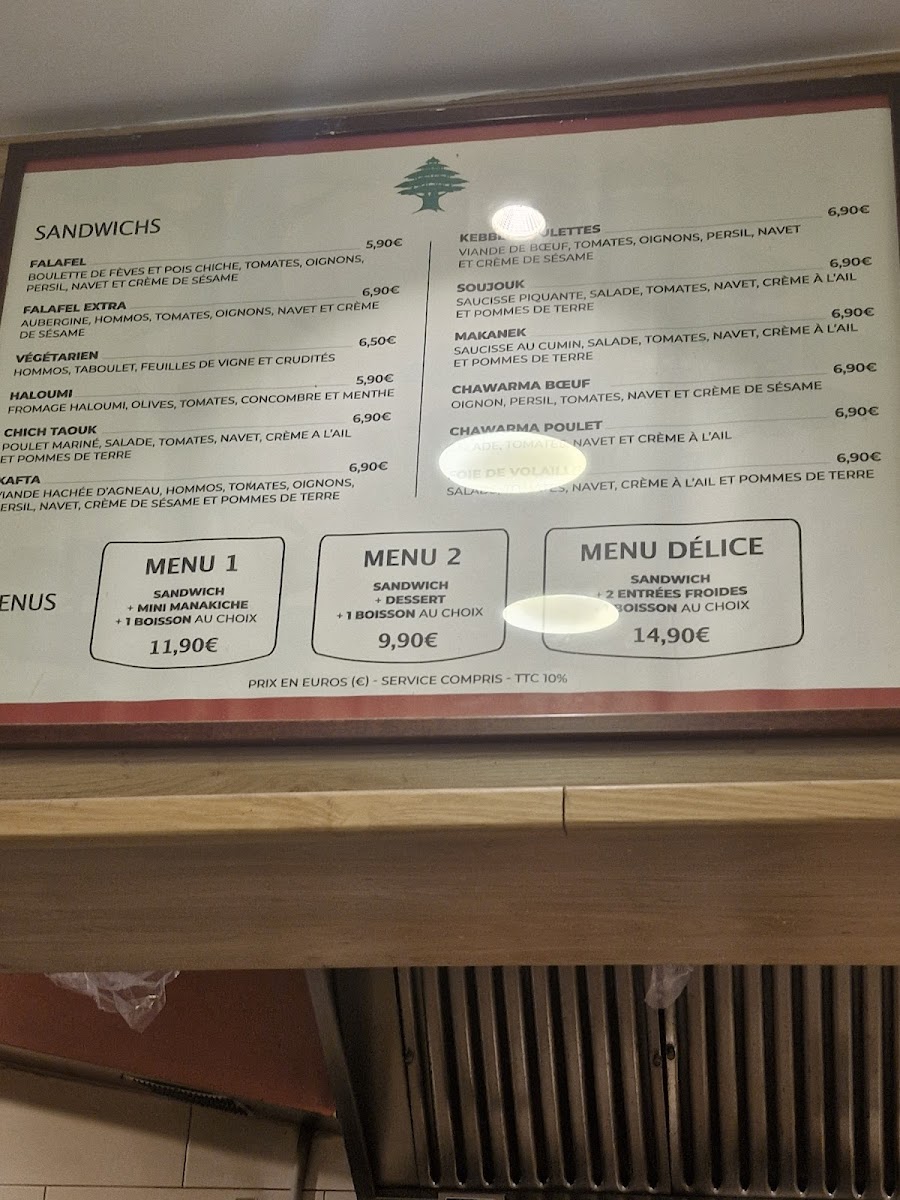 SANDWICHS
FALAFEL 5,90€
BOULETTE DE FÈVES ET POIS CHICHE, TOMATES, OIGNONS,
PERSIL, NAVET ET CRÈME DE SÉSAME
FALAFEL EXTRA 6,90€
AUBERGINE, HOMMOS, TOMATES, OIGNONS, NAVET ET CRÈME
DE SÉSAME
VÉGÉTARIEN 6,50€
HOMMOS, TABOULET, FEUILLES DE VIGNE ET CRUDITÉS
HALOUMI 5,90€
FROMAGE HALOUMI, OLIVES, TOMATES, CONCOMBRE ET MENTHE
CHICH TAOUK 6,90€
POULET MARINÉ, SALADE, TOMATES, NAVET, CRÈME A L'AIL
ET POMMES DE TERRE
KAFTA 6,90€
VIANDE HACHÉE D'AGNEAU, HOMMOS, TOMATES, OIGNONS,
PERSIL, NAVET, CRÈME DE SÉSAME ET POMMES DE TERRE
6,90€
VIANDE DE BŒUF, TOMATES, OIGNONS, PERSIL, NAVET
ET CRÈME DE SÉSAME
SOUJOUK 6,90€
SAUCISSE PIQUANTE, SALADE, TOMATES, NAVET, CRÈME À L'AIL
ET POMMES DE TERRE
MAKANEK 6,90€
SAUCISSE AU CUMIN, SALADE, TOMATES, NAVET, CRÈME À L'AIL
ET POMMES DE TERRE
CHAWARMA BŒUF 6,90€
OIGNON, PERSIL, TOMATES, NAVET ET CRÈME DE SÉSAME
CHAWARMA POULET 6,90€
TOMATES, NAVET ET CRÈME À L'AIL
FOIE DE VOLAILLE 6,90€
NAVET, CRÈME À L'AIL ET POMMES DE TERRE
ENUS
MENU 1
SANDWICH
+ MINI MANAKICHE
+ 1 BOISSON AU CHOIX
11,90€
MENU 2
SANDWICH
+ DESSERT
+ 1 BOISSON AU CHOIX
9,90€
MENU DÉLICE
SANDWICH
+ 2 ENTRÉES FROIDES
BOISSON AU CHOIX
14,90€
PRIX EN EUROS (€) - SERVICE COMPRIS - TTC 10%